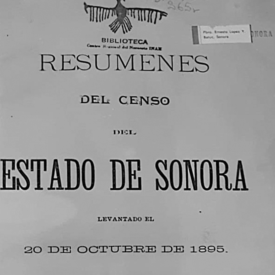 BIBLIOTECA
RESUMENES
DEL CENSO
DEL
ESTADO DE SONORA
LEVANTADO EL
20 DE OCTUBRE DE 1895.